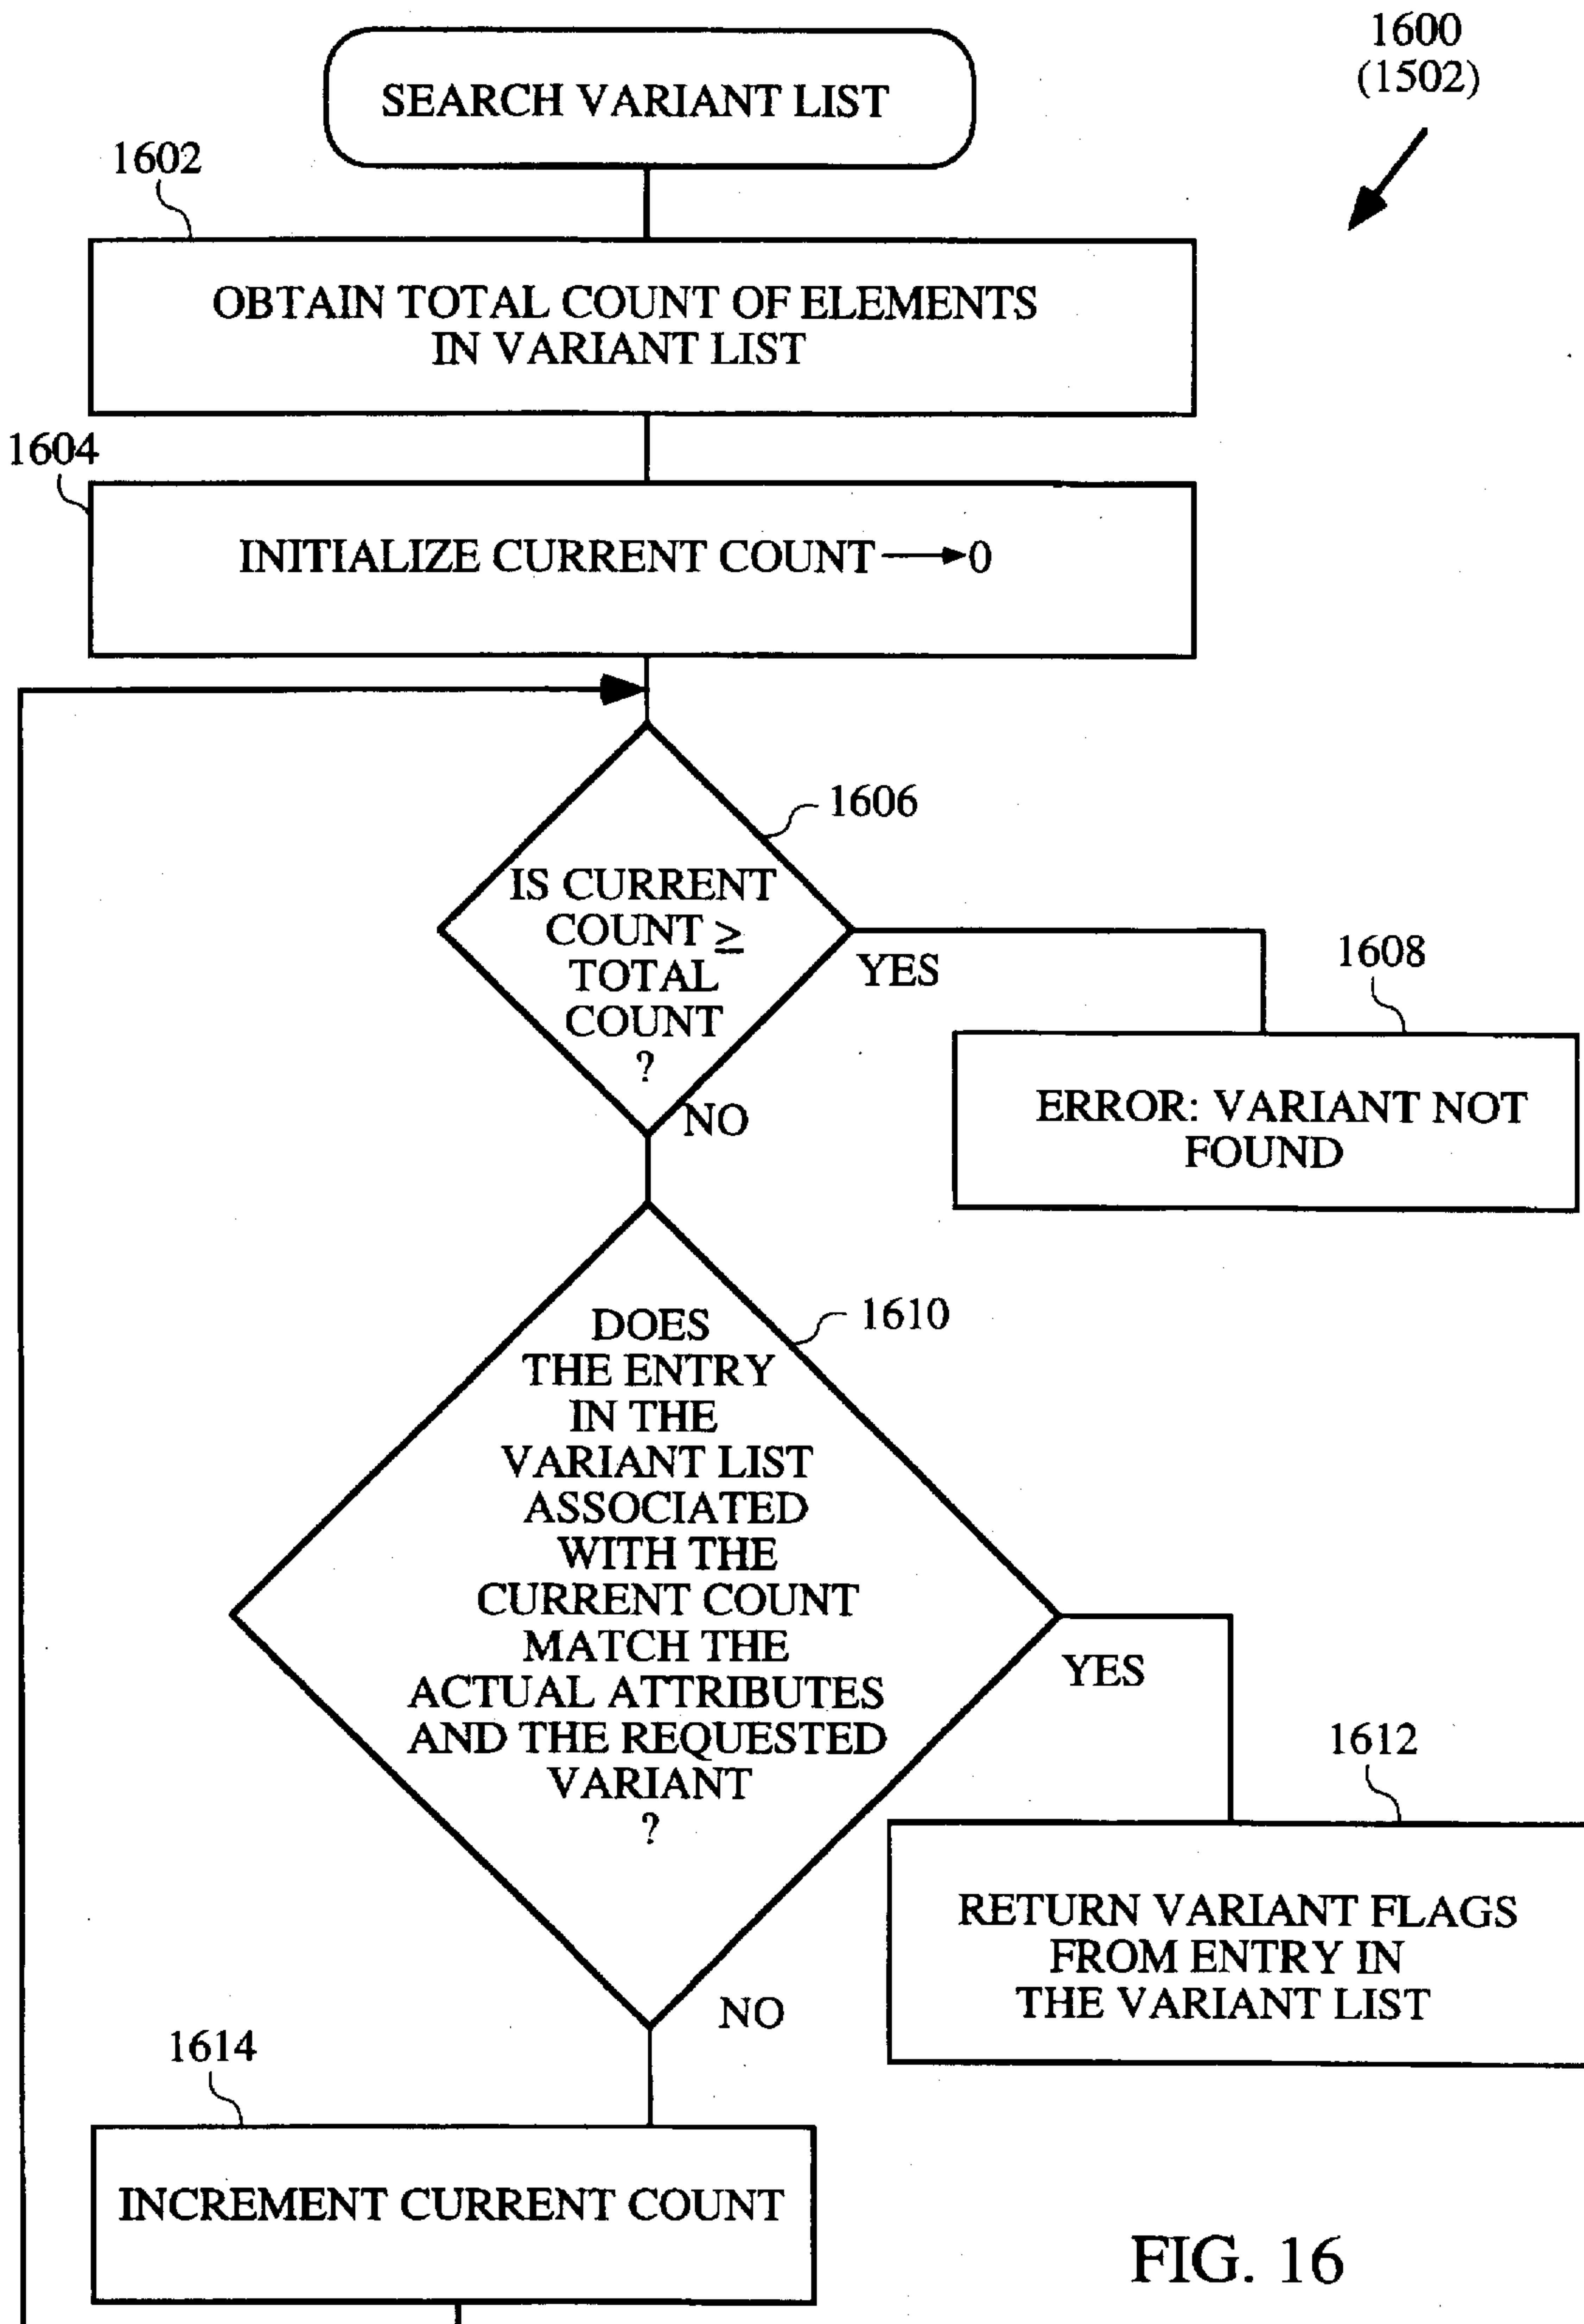 1600
(1502)
SEARCH VARIANT LIST
1602
OBTAIN TOTAL COUNT OF ELEMENTS
IN VARIANT LIST
1604
INITIALIZE CURRENT COUNT → 0
1606
IS CURRENT
COUNT ≥
TOTAL
COUNT
?
YES
NO
1608
ERROR: VARIANT NOT
FOUND
1610
DOES
THE ENTRY
IN THE
VARIANT LIST
ASSOCIATED
WITH THE
CURRENT COUNT
MATCH THE
ACTUAL ATTRIBUTES
AND THE REQUESTED
VARIANT
?
YES
NO
1612
RETURN VARIANT FLAGS
FROM ENTRY IN
THE VARIANT LIST
1614
INCREMENT CURRENT COUNT
FIG. 16